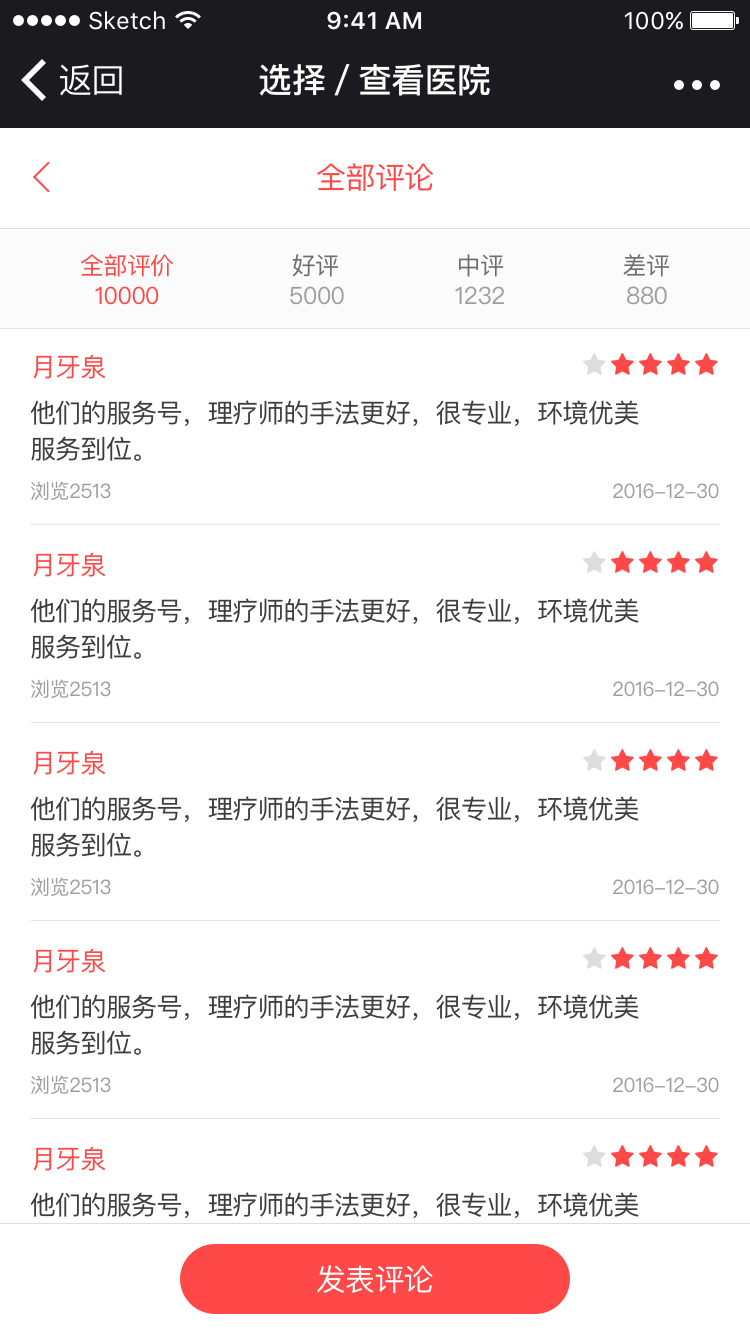 Sketch 9:41 AM 100%
返回 选择 / 查看医院
全部评论
全部评价 好评 中评 差评
10000 5000 1232 880
月牙泉
他们的服务号，理疗师的手法更好，很专业，环境优美
服务到位。
浏览2513 2016–12–30
月牙泉
他们的服务号，理疗师的手法更好，很专业，环境优美
服务到位。
浏览2513 2016–12–30
月牙泉
他们的服务号，理疗师的手法更好，很专业，环境优美
服务到位。
浏览2513 2016–12–30
月牙泉
他们的服务号，理疗师的手法更好，很专业，环境优美
服务到位。
浏览2513 2016–12–30
月牙泉
他们的服务号，理疗师的手法更好，很专业，环境优美
发表评论